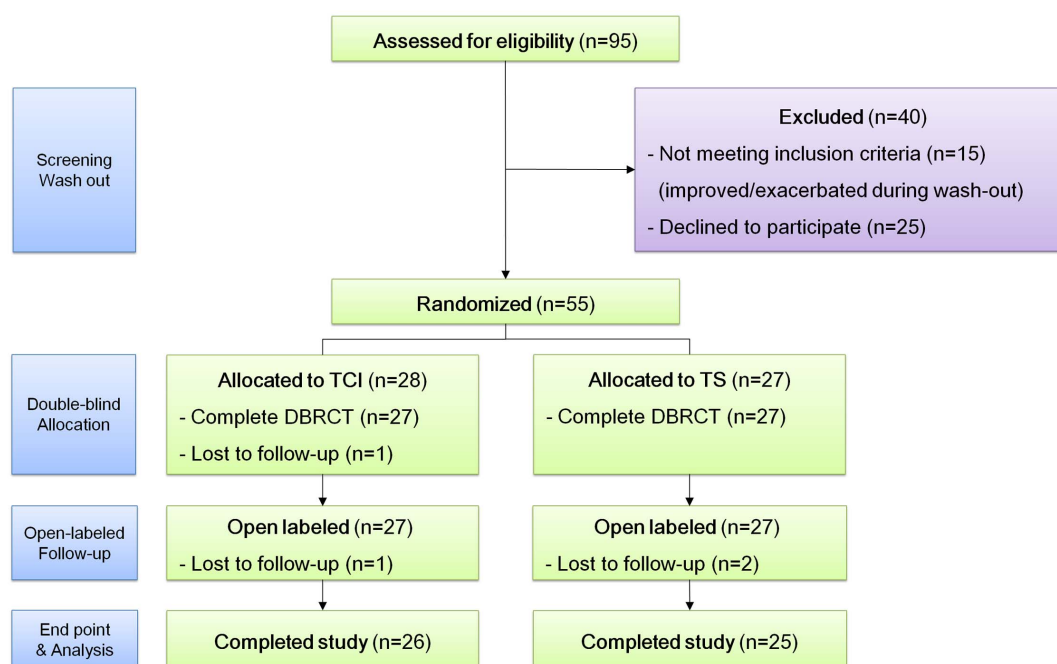 Assessed for eligibility (n=95)
Screening
Wash out
Excluded (n=40)
- Not meeting inclusion criteria (n=15)
(improved/exacerbated during wash-out)
- Declined to participate (n=25)
Randomized (n=55)
Double-blind
Allocation
Allocated to TCI (n=28)
- Complete DBRCT (n=27)
- Lost to follow-up (n=1)
Allocated to TS (n=27)
- Complete DBRCT (n=27)
Open-labeled
Follow-up
Open labeled (n=27)
- Lost to follow-up (n=1)
Open labeled (n=27)
- Lost to follow-up (n=2)
End point
& Analysis
Completed study (n=26)
Completed study (n=25)